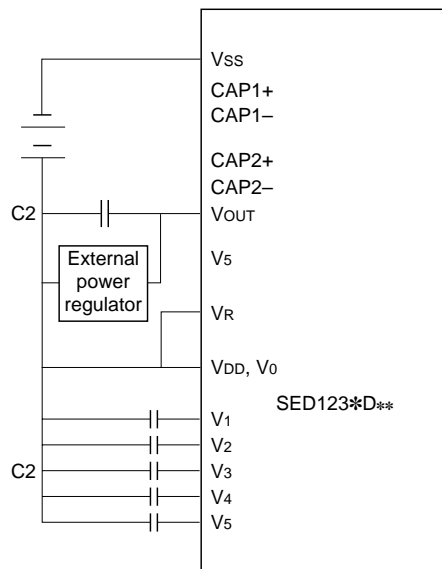 VSS
CAP1+
CAP1–
CAP2+
CAP2–
C2
VOUT
External
power
regulator
V5
VR
VDD, V0
SED123✽D✽✽
V1
V2
C2
V3
V4
V5